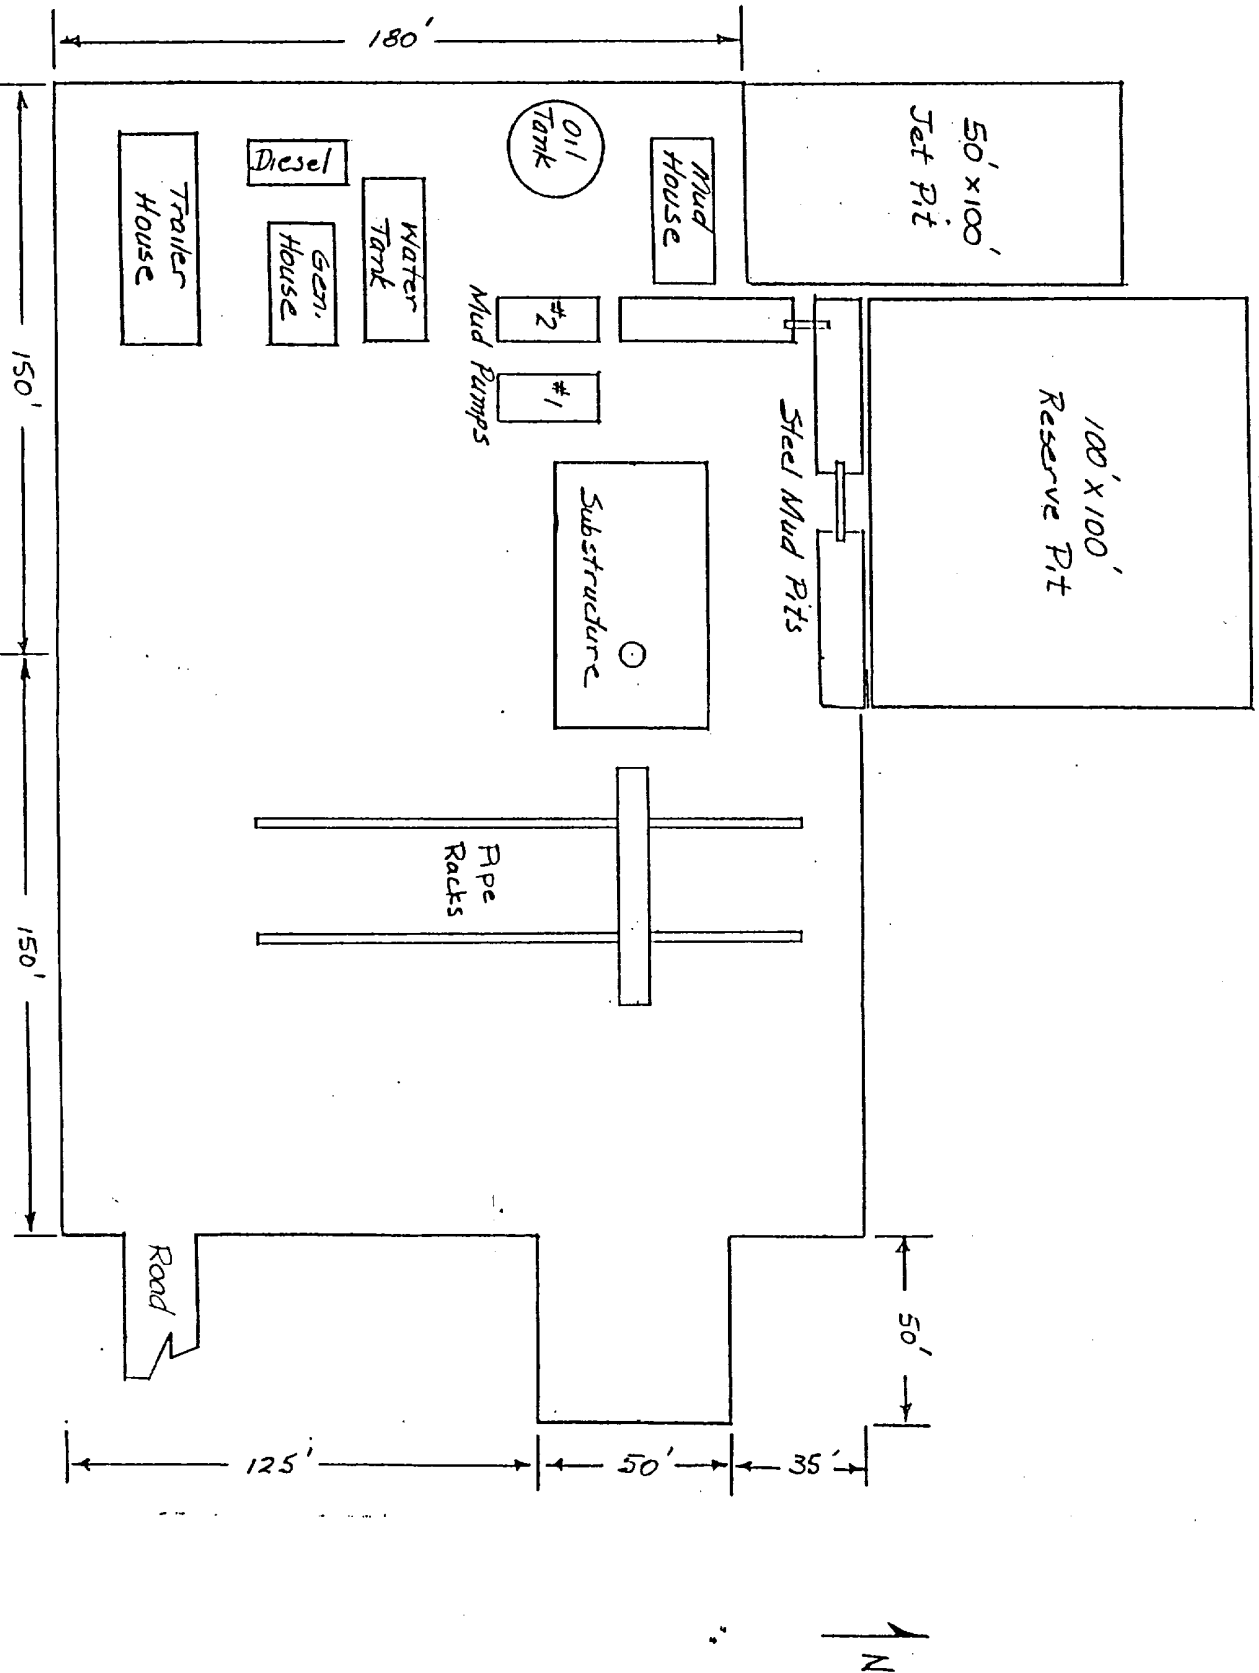 180'
50' x 100'
Jet Pit
Oil
Tank
Mud
House
Diesel
Trailer
House
Gen.
House
Water
Tank
#2
#1
Mud Pumps
Steel Mud Pits
100' x 100'
Reserve Pit
150'
Substructure
Pipe
Racks
150'
Road
50'
125'
50'
35'
N